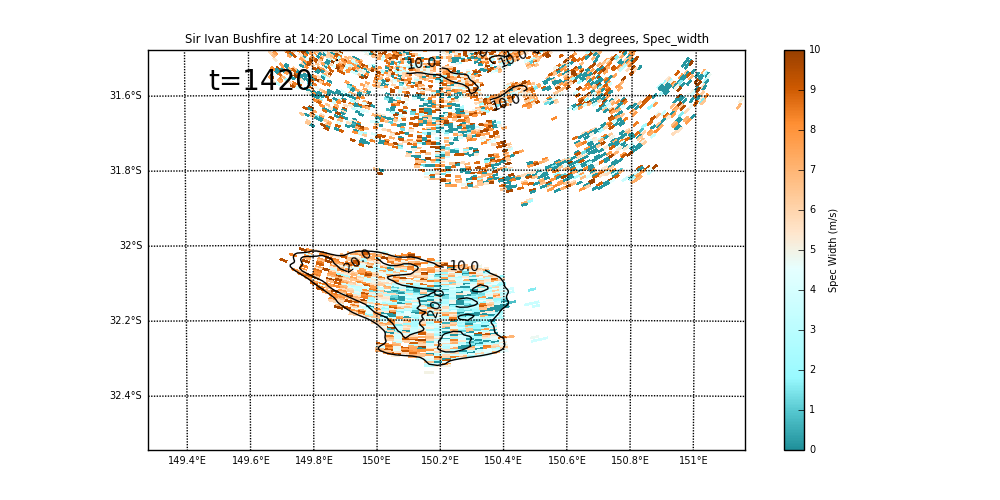 Sir Ivan Bushfire at 14:20 Local Time on 2017 02 12 at elevation 1.3 degrees, Spec_width
t=1420
10.0
10.0
10.0
20.0
10.0
20.0
31.6°S
31.8°S
32°S
32.2°S
32.4°S
149.4°E 149.6°E 149.8°E 150°E 150.2°E 150.4°E 150.6°E 150.8°E 151°E
10
9
8
7
6
5
4
3
2
1
0
Spec Width (m/s)